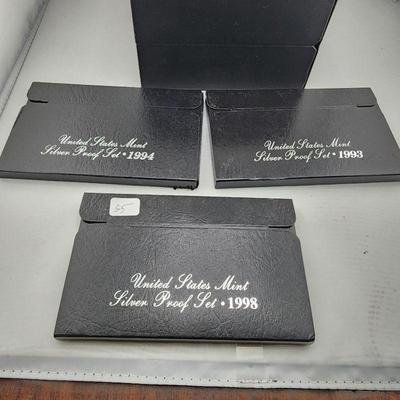 United States Mint
Silver Proof Set • 1994
United States Mint
Silver Proof Set • 1993
United States Mint
Silver Proof Set • 1998